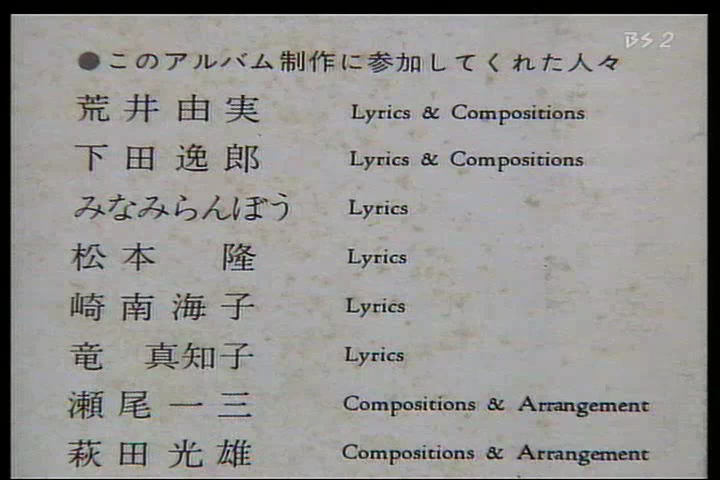 BS2
●このアルバム制作に参加してくれた人々
荒井由実 Lyrics & Compositions
下田逸郎 Lyrics & Compositions
みなみらんぼう Lyrics
松本 隆 Lyrics
崎南海子 Lyrics
竜 真知子 Lyrics
瀬尾一三 Compositions & Arrangement
萩田光雄 Compositions & Arrangement